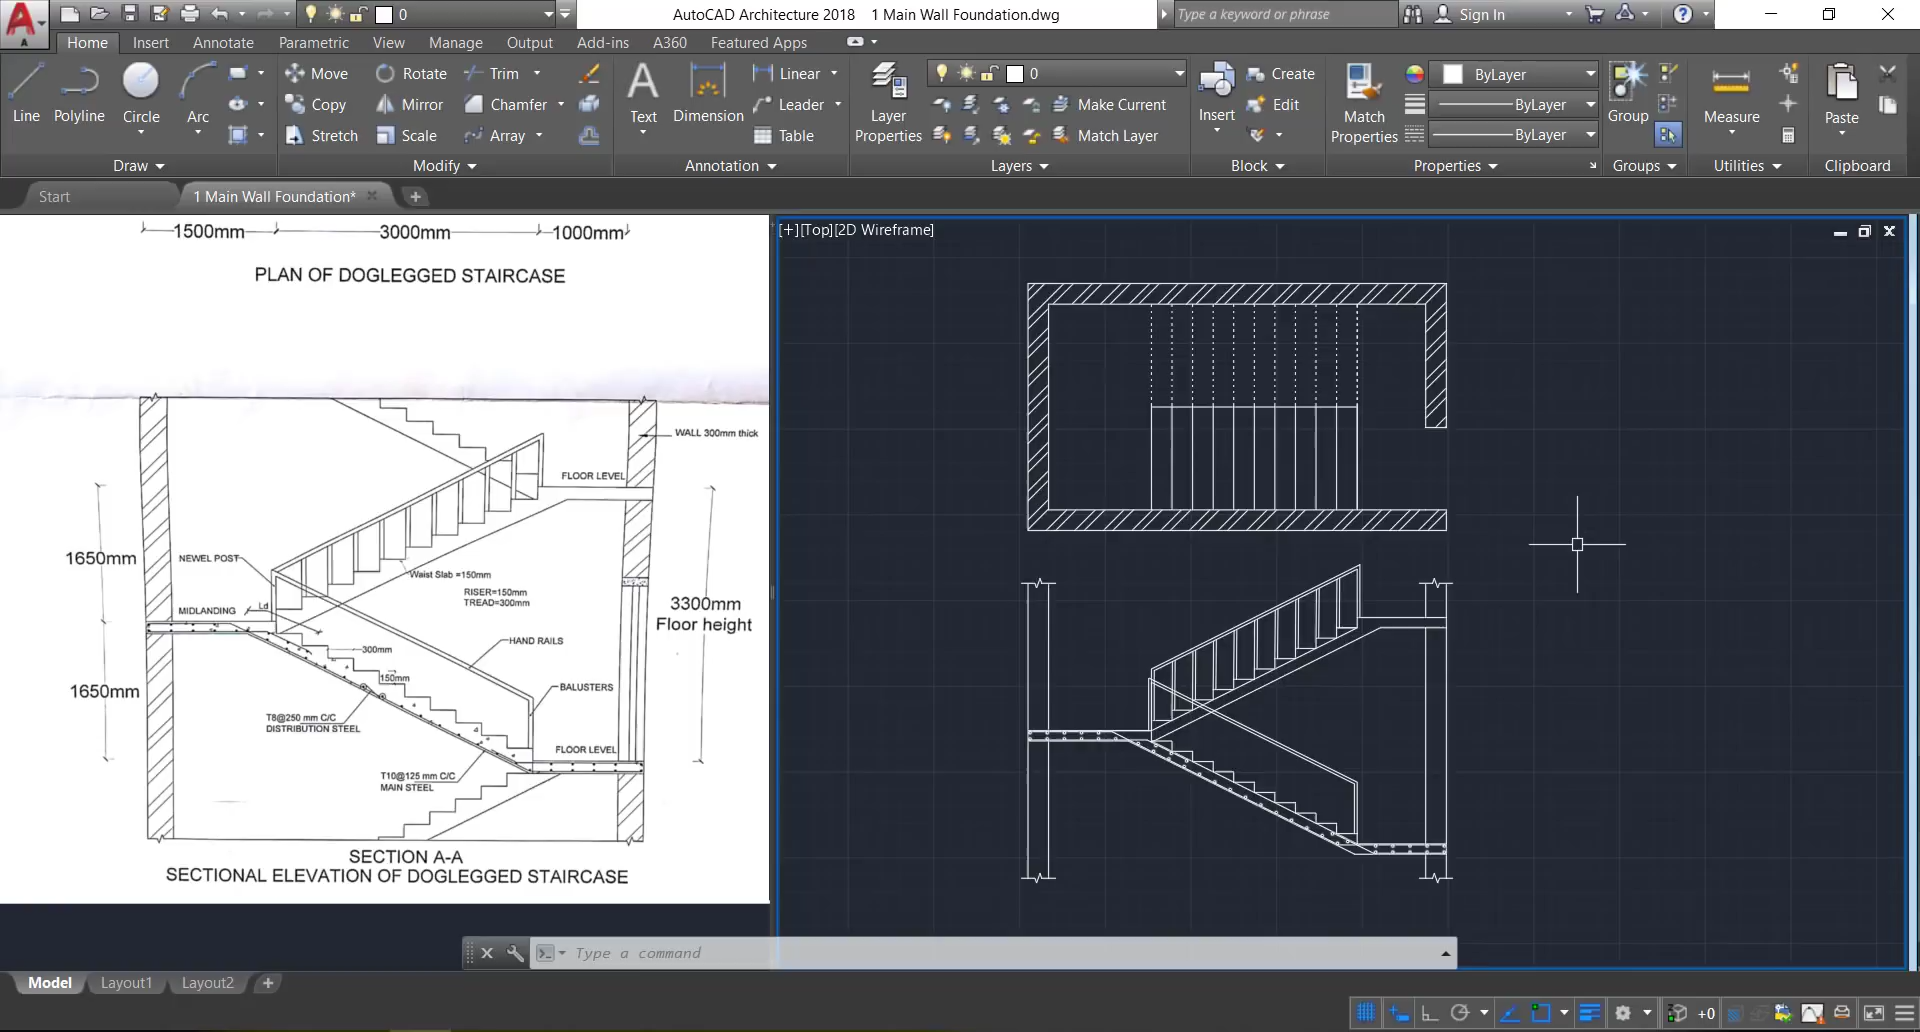 0
AutoCAD Architecture 2018 1 Main Wall Foundation.dwg
Type a keyword or phrase
Sign In
A
Home Insert Annotate Parametric View Manage Output Add-ins A360 Featured Apps
Line
Polyline
Circle
Arc
Move Rotate Trim
Copy Mirror Chamfer
Stretch Scale Array
Text
Dimension
Linear
Leader
Table
Layer Properties
0
Make Current
Match Layer
Insert
Create
Edit
Match Properties
ByLayer
ByLayer
ByLayer
Group
Measure
Paste
Draw Modify Annotation Layers Block Properties Groups Utilities Clipboard
Start 1 Main Wall Foundation*
1500mm 3000mm 1000mm
PLAN OF DOGLEGGED STAIRCASE
WALL 300mm thick
FLOOR LEVEL
1650mm
NEWEL POST
Waist Slab =150mm
RISER=150mm
TREAD=300mm
MIDLANDING
Ld
3300mm
Floor height
HAND RAILS
300mm
150mm
1650mm
BALUSTERS
T8@250 mm C/C
DISTRIBUTION STEEL
FLOOR LEVEL
T10@125 mm C/C
MAIN STEEL
SECTION A-A
SECTIONAL ELEVATION OF DOGLEGGED STAIRCASE
[+][Top][2D Wireframe]
Type a command
Model Layout1 Layout2
+0